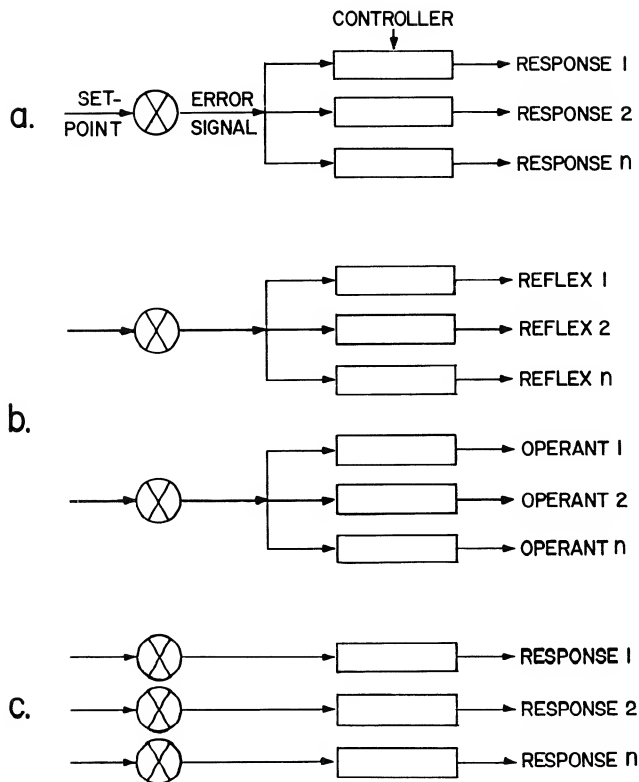 CONTROLLER
a.
SET-
POINT
ERROR
SIGNAL
RESPONSE 1
RESPONSE 2
RESPONSE n
b.
REFLEX 1
REFLEX 2
REFLEX n
OPERANT 1
OPERANT 2
OPERANT n
c.
RESPONSE 1
RESPONSE 2
RESPONSE n